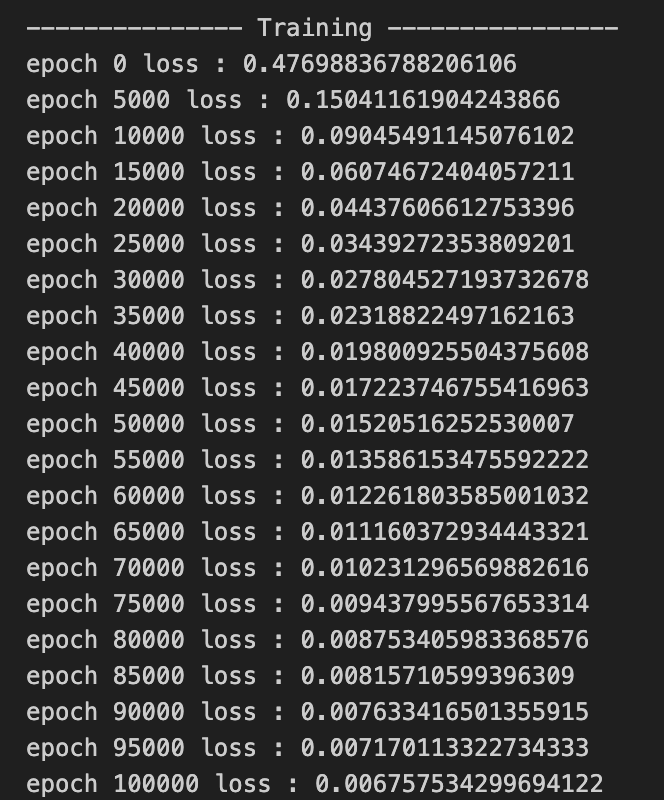 --------------- Training ----------------
epoch 0 loss : 0.47698836788206106
epoch 5000 loss : 0.15041161904243866
epoch 10000 loss : 0.09045491145076102
epoch 15000 loss : 0.06074672404057211
epoch 20000 loss : 0.04437606612753396
epoch 25000 loss : 0.03439272353809201
epoch 30000 loss : 0.027804527193732678
epoch 35000 loss : 0.02318822497162163
epoch 40000 loss : 0.019800925504375608
epoch 45000 loss : 0.017223746755416963
epoch 50000 loss : 0.01520516252530007
epoch 55000 loss : 0.013586153475592222
epoch 60000 loss : 0.012261803585001032
epoch 65000 loss : 0.011160372934443321
epoch 70000 loss : 0.010231296569882616
epoch 75000 loss : 0.009437995567653314
epoch 80000 loss : 0.008753405983368576
epoch 85000 loss : 0.00815710599396309
epoch 90000 loss : 0.007633416501355915
epoch 95000 loss : 0.007170113322734333
epoch 100000 loss : 0.006757534299694122